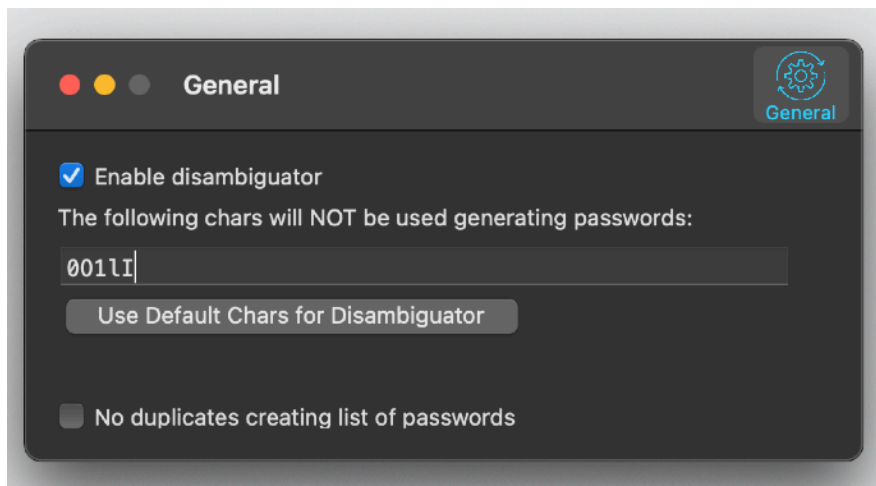 General
General
Enable disambiguator
The following chars will NOT be used generating passwords:
0O1lI
Use Default Chars for Disambiguator
No duplicates creating list of passwords